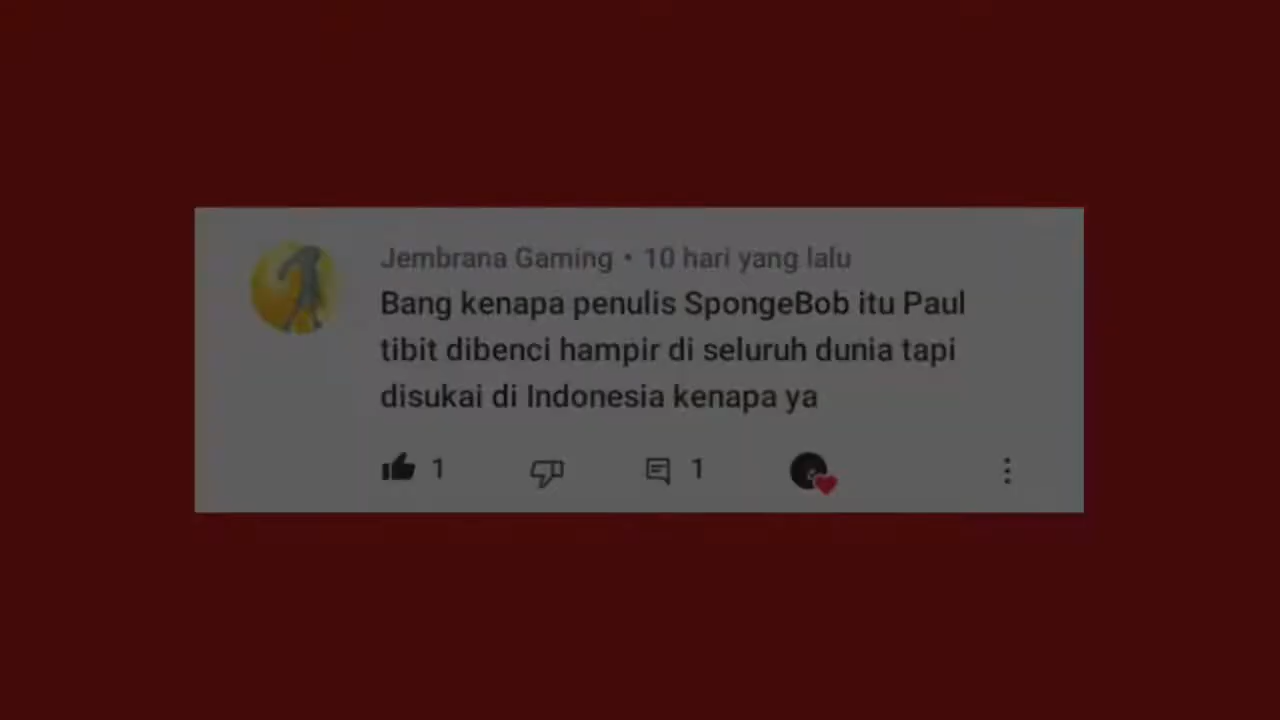 Jembrana Gaming • 10 hari yang lalu
Bang kenapa penulis SpongeBob itu Paul
tibit dibenci hampir di seluruh dunia tapi
disukai di Indonesia kenapa ya
1 1